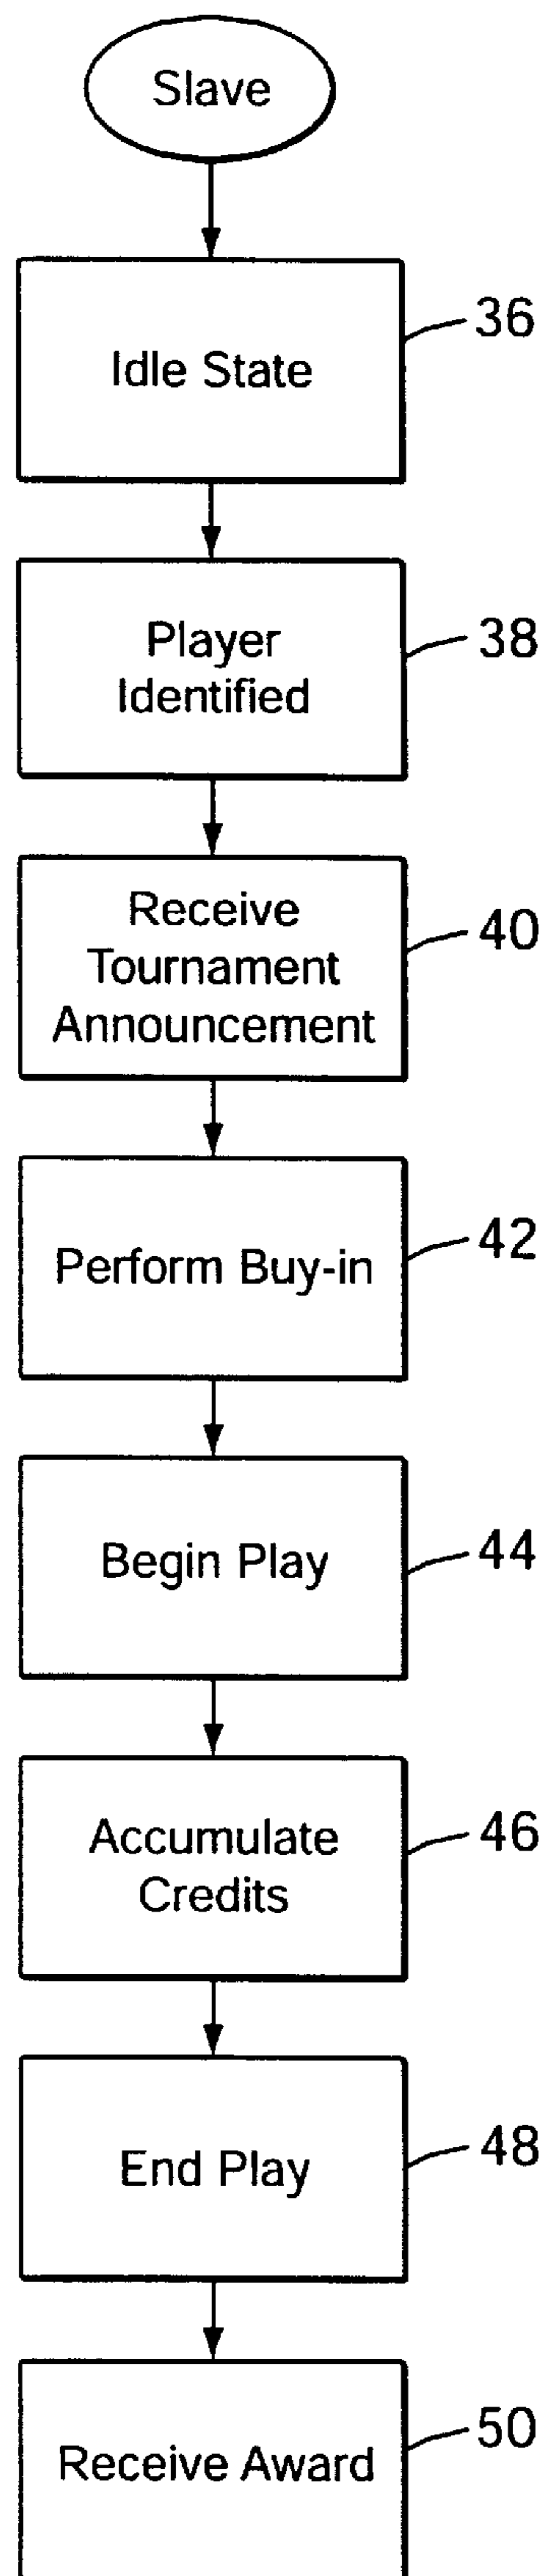 Slave
Idle State
36
Player
Identified
38
Receive
Tournament
Announcement
40
Perform Buy-in
42
Begin Play
44
Accumulate
Credits
46
End Play
48
Receive Award
50